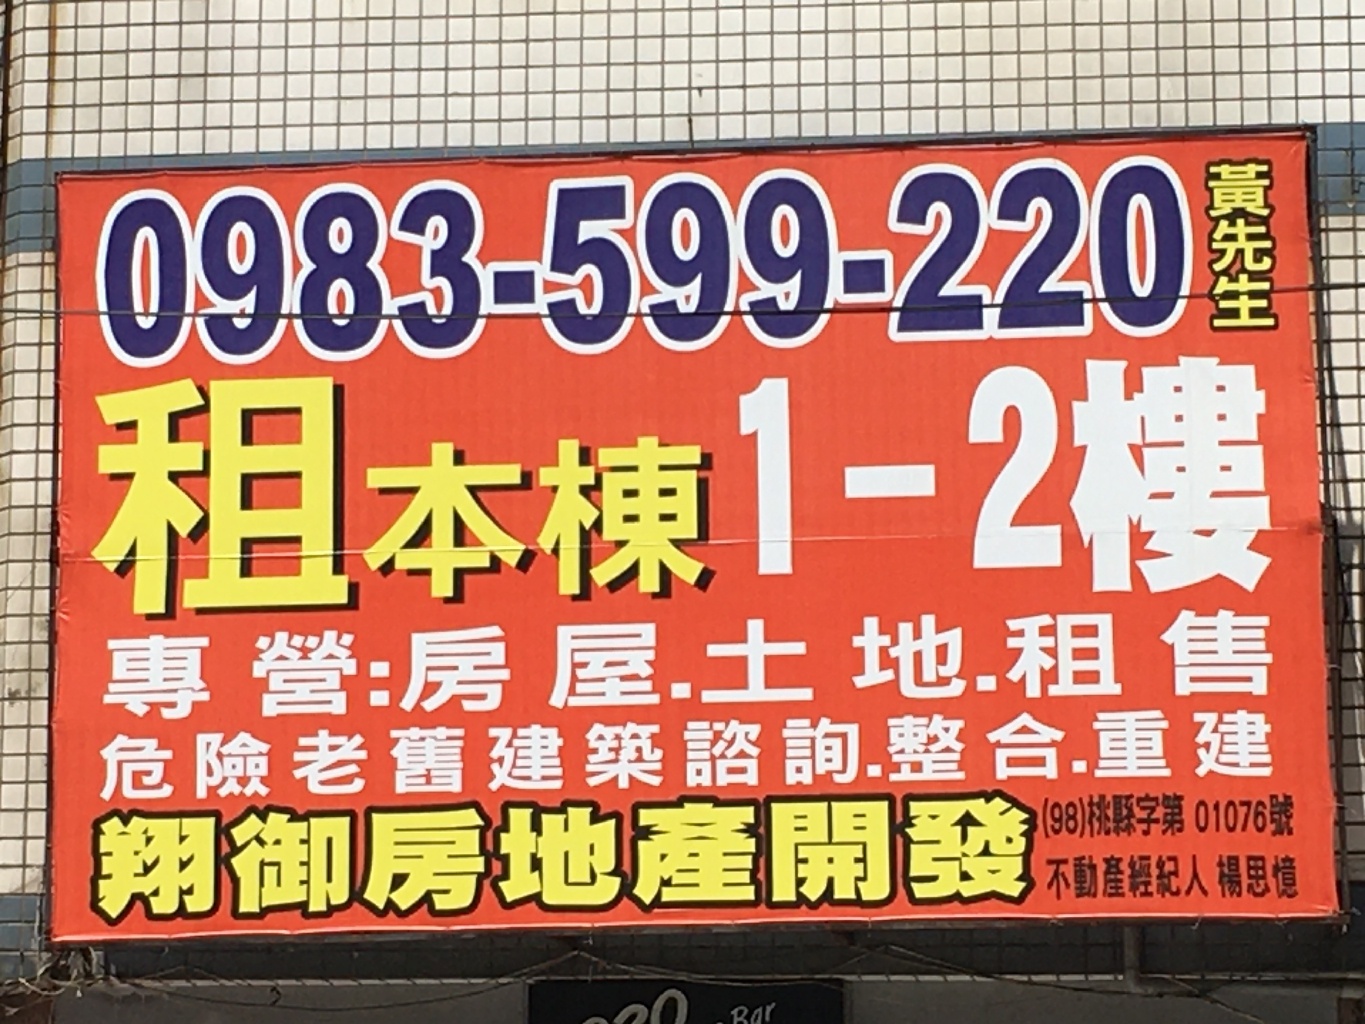 0983-599-220 黃先生
租本棟1-2樓
專營:房屋.土地.租售
危險老舊建築諮詢.整合.重建
翔御房地產開發
(98)桃縣字第 01076號
不動產經紀人 楊思憶
Bar